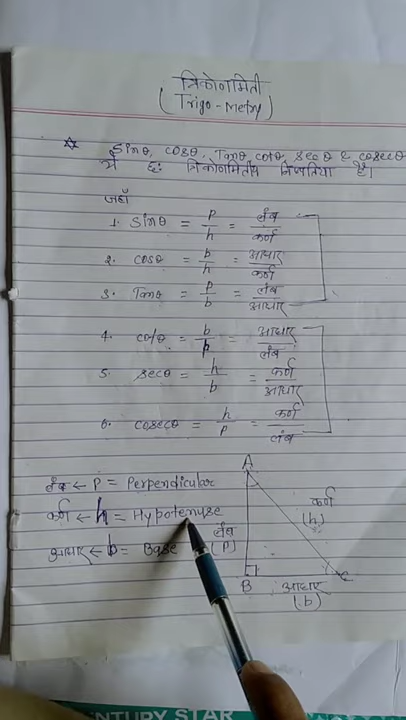 त्रिकोणमिती
(Trigo-Metry)
☆ Sinθ, cosθ, Tanθ, cotθ, secθ & cosecθ
ये छः त्रिकोणमितीय निष्पत्तिया है।
जहाँ
1. Sinθ = p/h = लंब/कर्ण
2. cosθ = b/h = आधार/कर्ण
3. Tanθ = p/b = लंब/आधार
4. cotθ = b/p = आधार/लंब
5. secθ = h/b = कर्ण/आधार
6. cosecθ = h/p = कर्ण/लंब
A
लंब ← P = Perpendicular
कर्ण ← h = Hypotenuse
कर्ण
(h)
आधार ← b = Base
लंब
(P)
B
C
आधार
(b)
CENTURY STAR